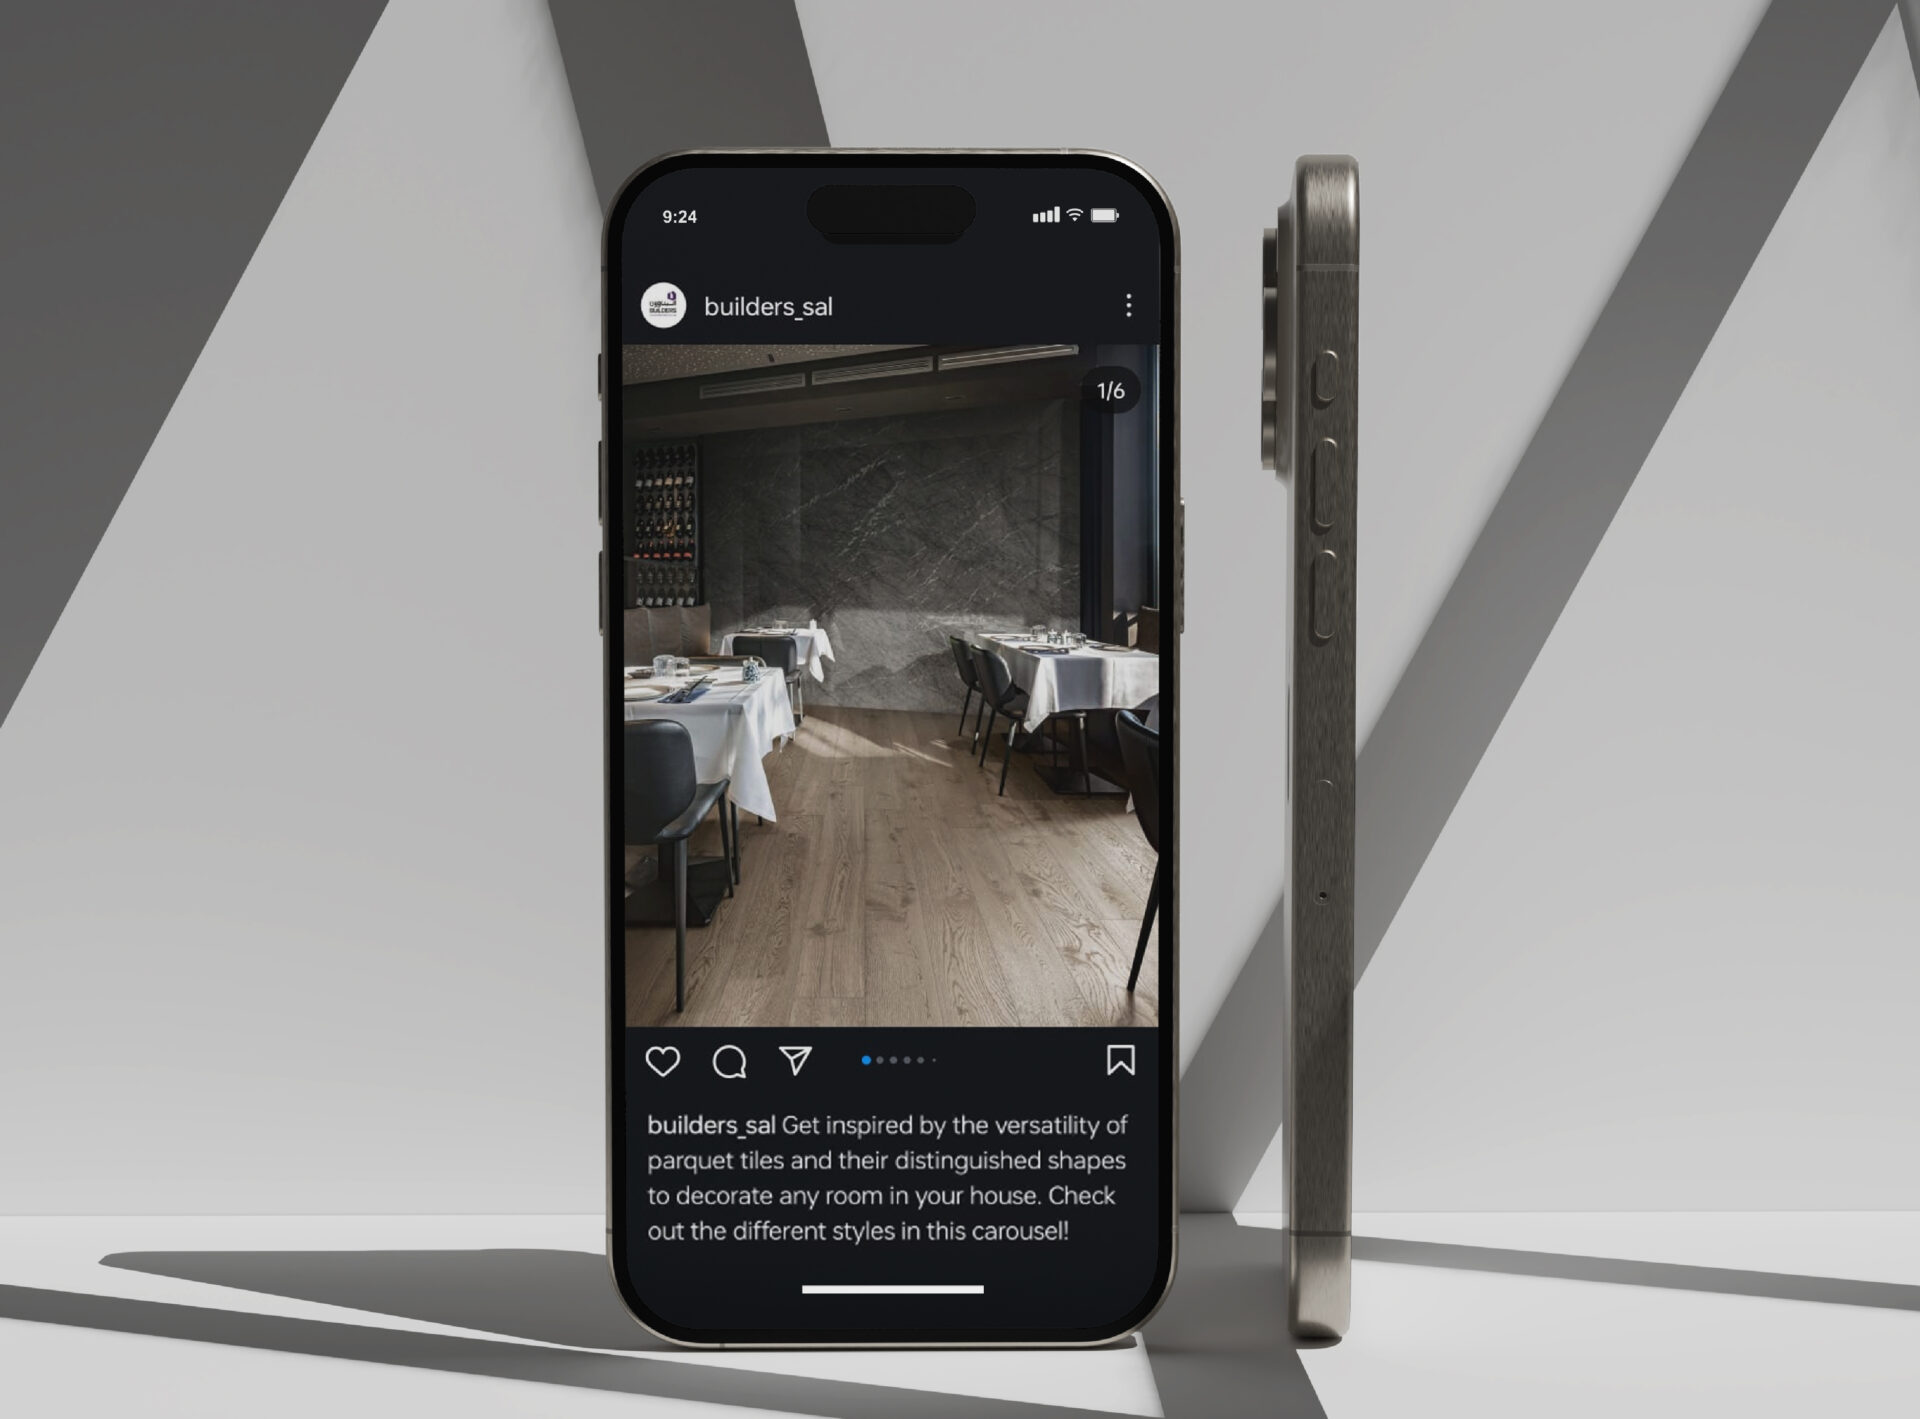 9:24
BUILDERS
builders_sal
1/6
builders_sal Get inspired by the versatility of
parquet tiles and their distinguished shapes
to decorate any room in your house. Check
out the different styles in this carousel!